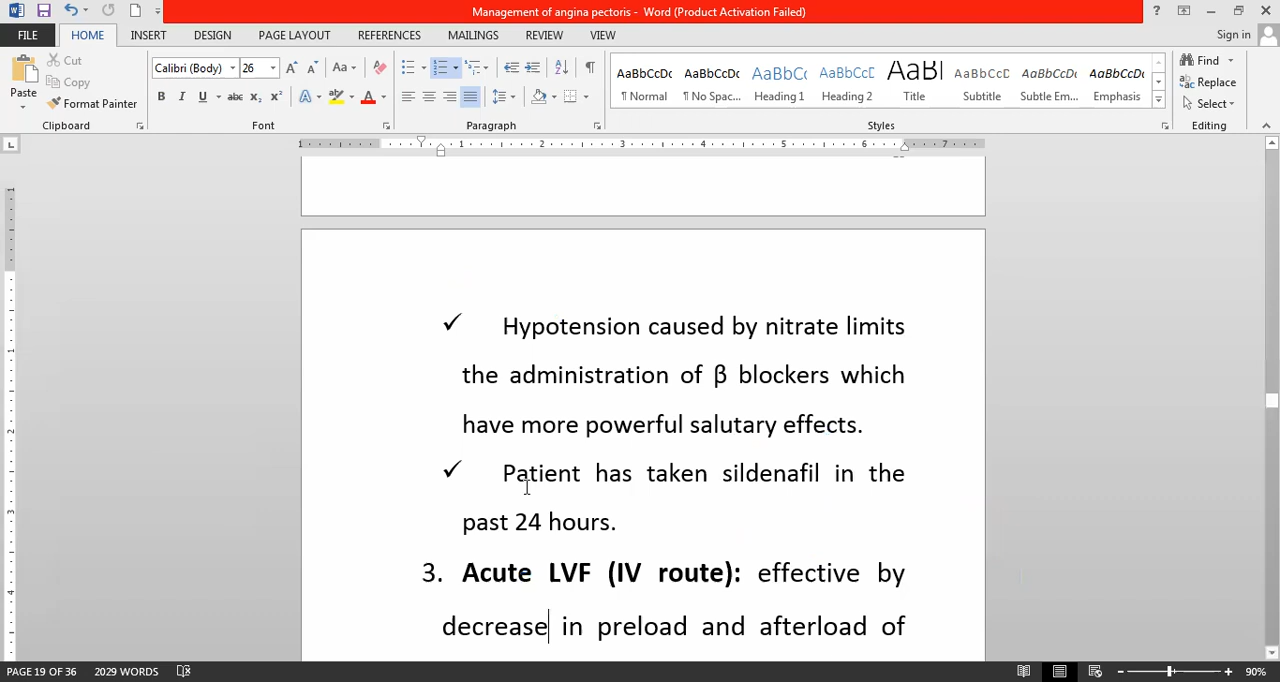 Management of angina pectoris - Word (Product Activation Failed)
Sign in
FILE HOME INSERT DESIGN PAGE LAYOUT REFERENCES MAILINGS REVIEW VIEW
Paste
Cut
Copy
Format Painter
Clipboard
Calibri (Body) 26
Font
Paragraph
AaBbCcDc AaBbCcDc AaBbCc AaBbCcD AaBI AaBbCcD AaBbCcDc AaBbCcDc
¶ Normal ¶ No Spac... Heading 1 Heading 2 Title Subtitle Subtle Em... Emphasis
Styles
Find
Replace
Select
Editing
✓ Hypotension caused by nitrate limits
the administration of β blockers which
have more powerful salutary effects.
✓ Patient has taken sildenafil in the
past 24 hours.
3. Acute LVF (IV route): effective by
decrease in preload and afterload of
PAGE 19 OF 36 2029 WORDS 90%